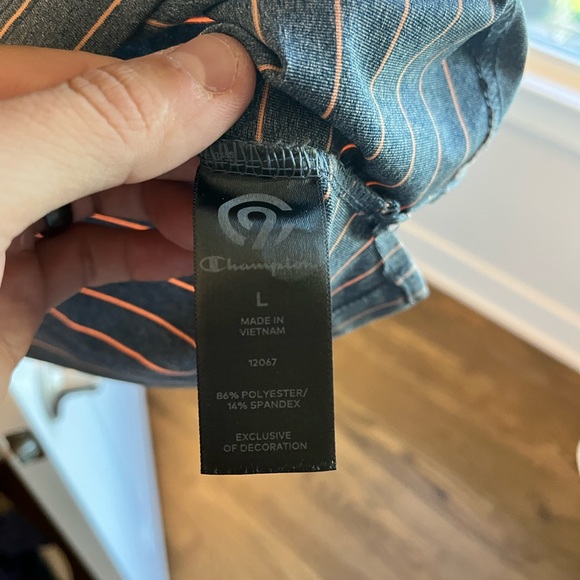 Champion
L
MADE IN
VIETNAM
12067
86% POLYESTER/
14% SPANDEX
EXCLUSIVE
OF DECORATION